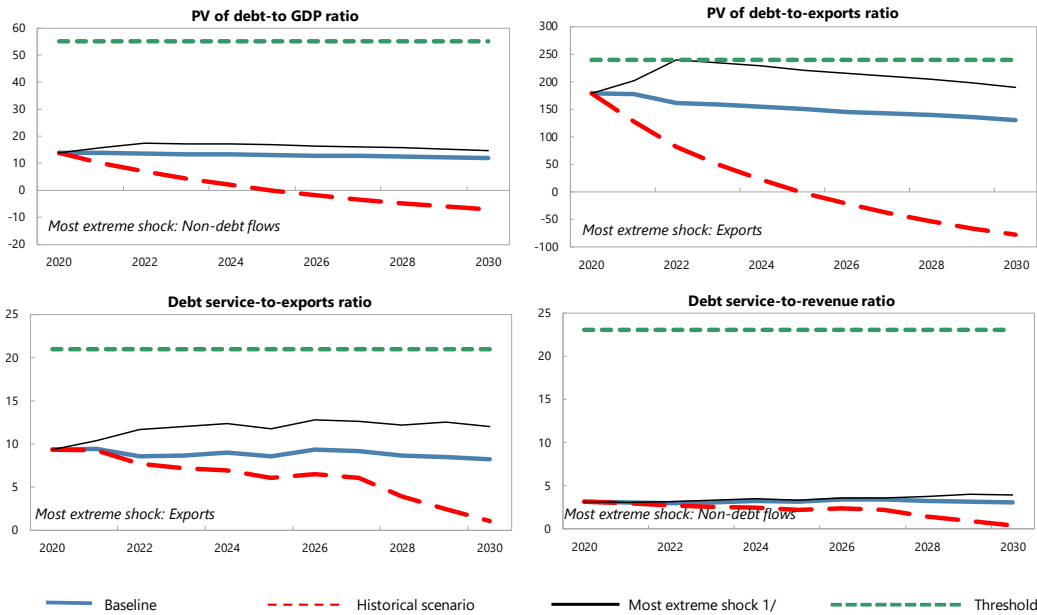 PV of debt-to GDP ratio
60
50
40
30
20
10
0
-10
-20
Most extreme shock: Non-debt flows
2020 2022 2024 2026 2028 2030
PV of debt-to-exports ratio
300
250
200
150
100
50
0
-50
-100
Most extreme shock: Exports
2020 2022 2024 2026 2028 2030
Debt service-to-exports ratio
25
20
15
10
5
0
Most extreme shock: Exports
2020 2022 2024 2026 2028 2030
Debt service-to-revenue ratio
25
20
15
10
5
0
Most extreme shock: Non-debt flows
2020 2022 2024 2026 2028 2030
Baseline Historical scenario Most extreme shock 1/ Threshold